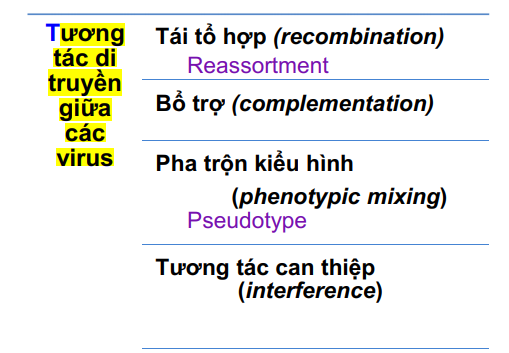 Tương
tác di
truyền
giữa
các
virus
Tái tổ hợp (recombination)
Reassortment
Bổ trợ (complementation)
Pha trộn kiểu hình
(phenotypic mixing)
Pseudotype
Tương tác can thiệp
(interference)